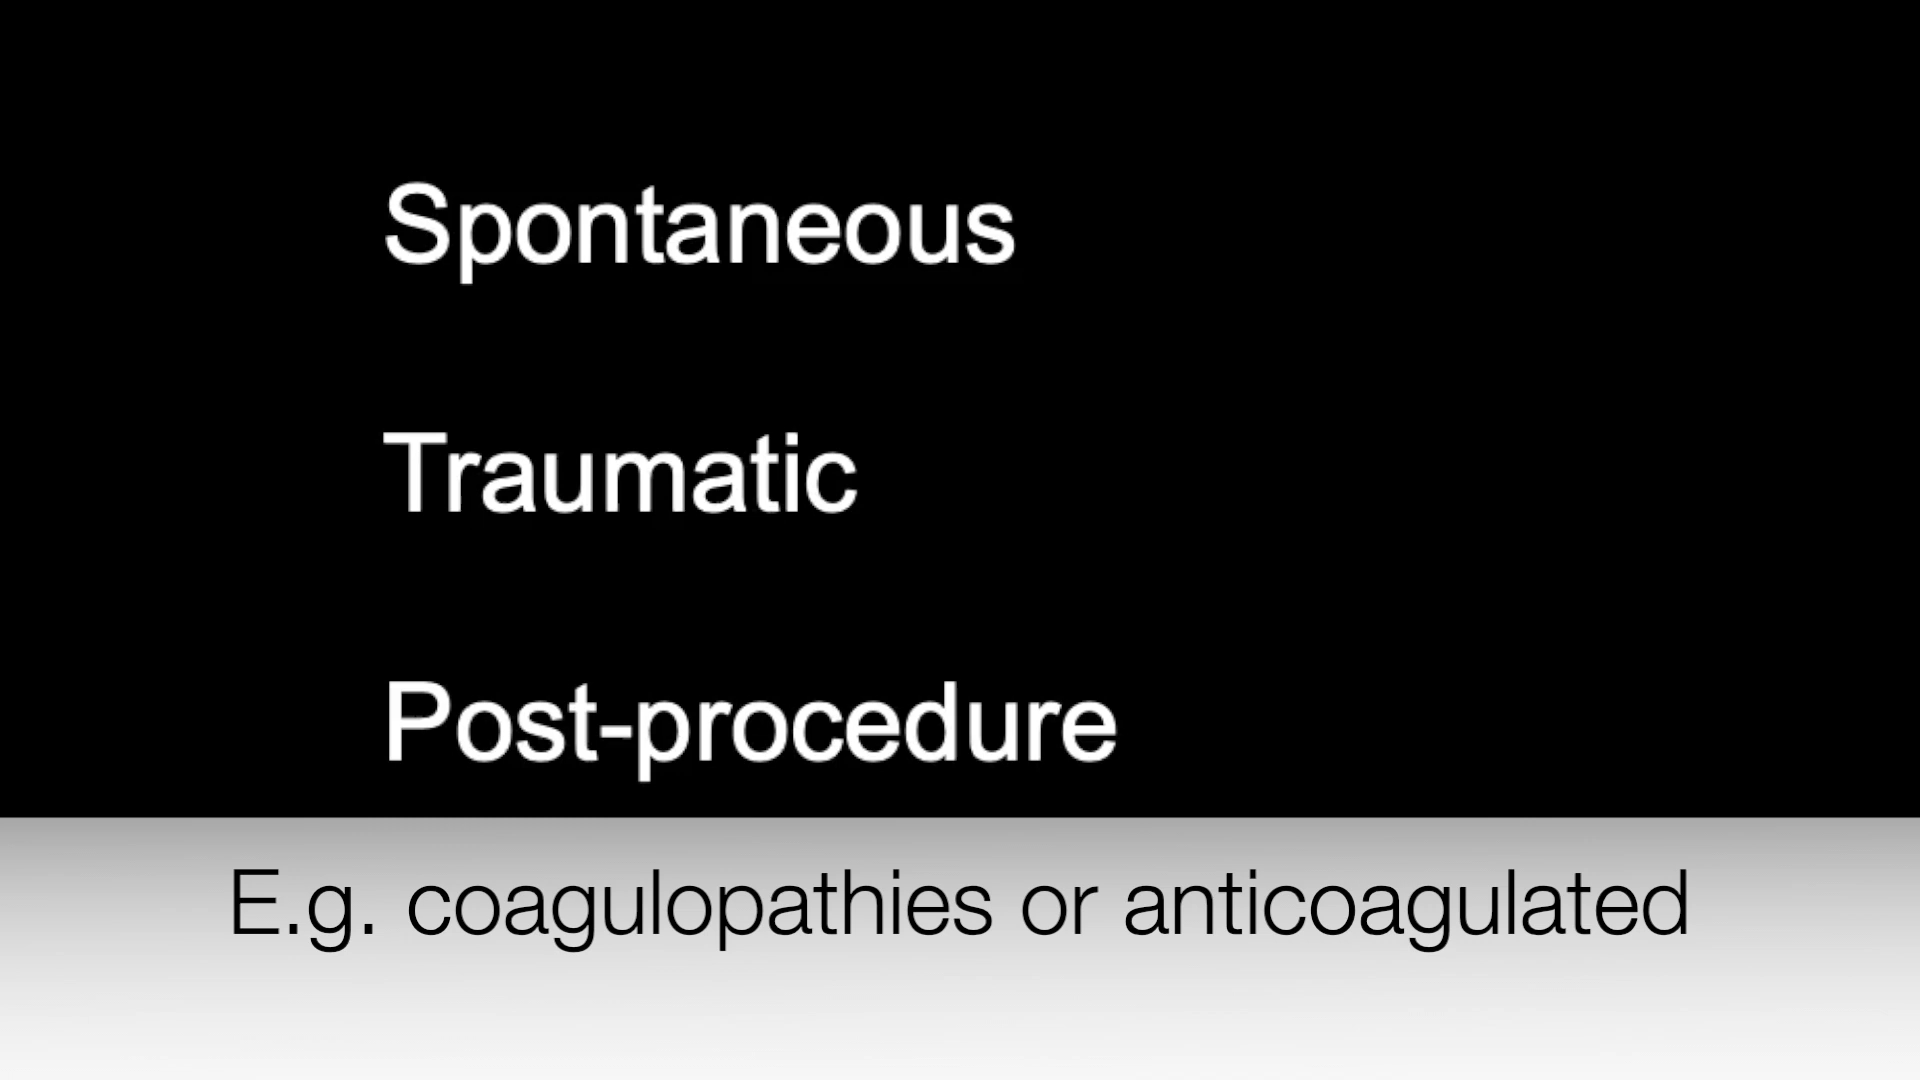 Spontaneous
Traumatic
Post-procedure
E.g. coagulopathies or anticoagulated